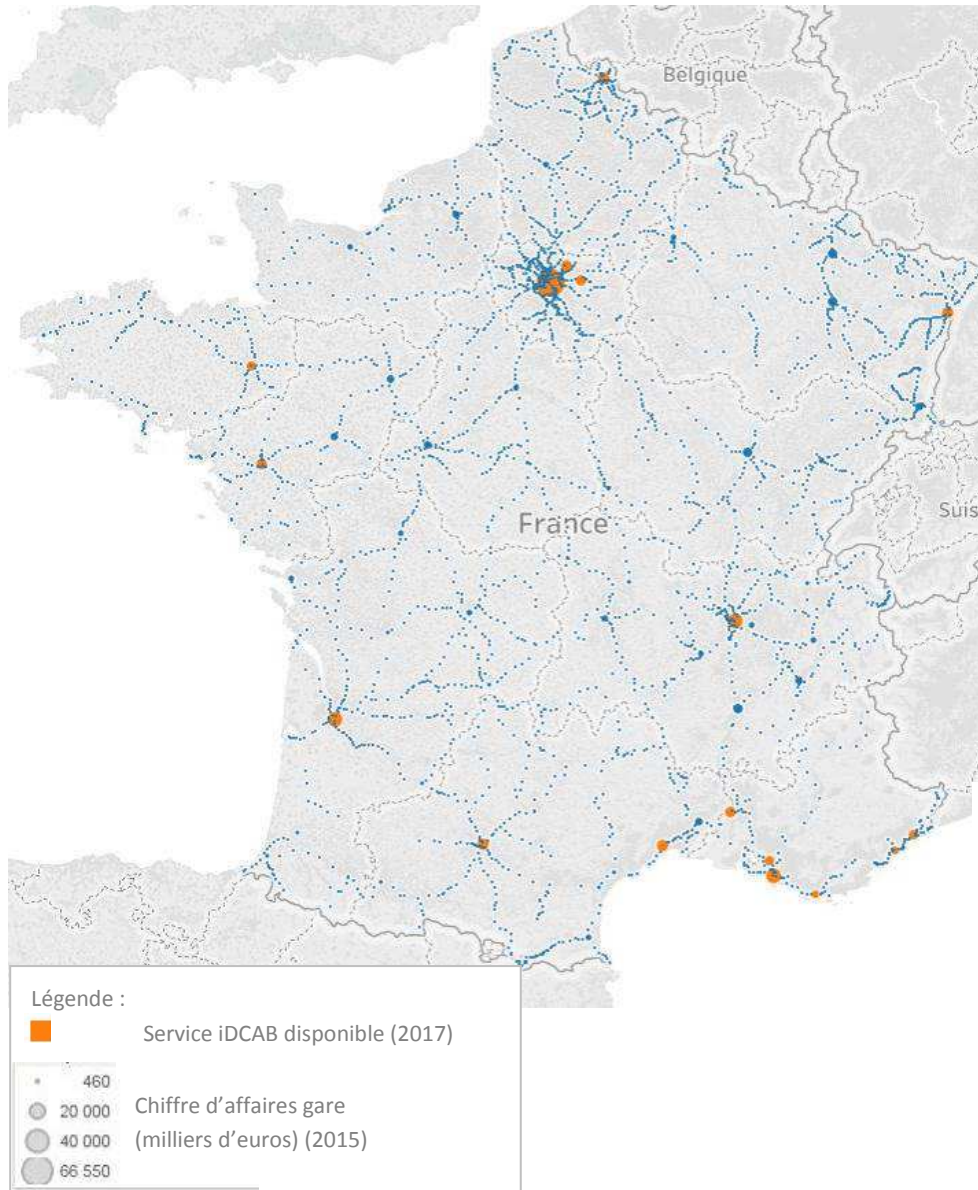 Belgique
France
Suis
Légende :
Service iDCAB disponible (2017)
460
20 000
40 000
66 550
Chiffre d’affaires gare
(milliers d’euros) (2015)